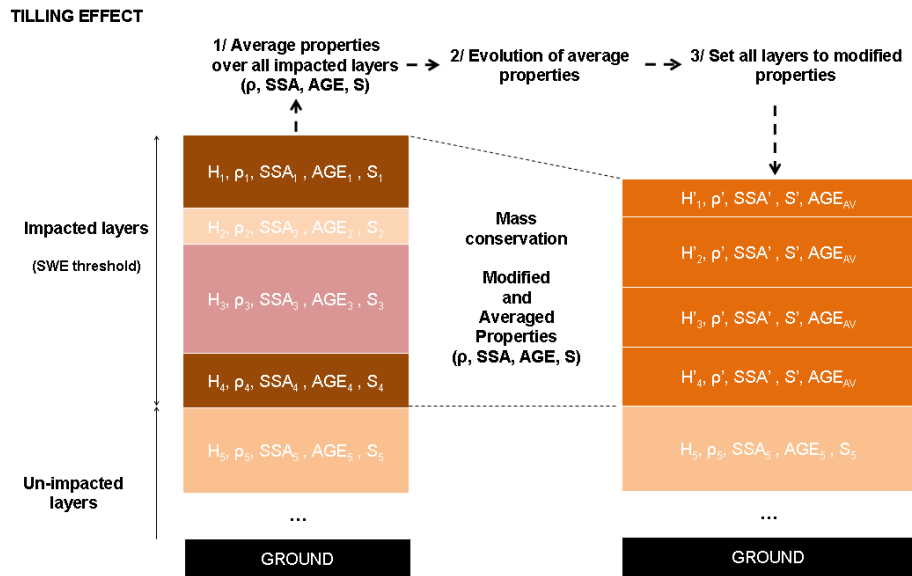 TILLING EFFECT
1/ Average properties
over all impacted layers
(ρ, SSA, AGE, S)
2/ Evolution of average
properties
3/ Set all layers to modified
properties
Impacted layers
(SWE threshold)
Un-impacted
layers
H₁, ρ₁, SSA₁ , AGE₁ , S₁
H₂, ρ₂, SSA₂ , AGE₂ , S₂
H₃, ρ₃, SSA₃ , AGE₃ , S₃
H₄, ρ₄, SSA₄ , AGE₄ , S₄
H₅, ρ₅, SSA₅ , AGE₅ , S₅
...
GROUND
Mass
conservation
Modified
and
Averaged
Properties
(ρ, SSA, AGE, S)
H'₁, ρ', SSA' , S', AGE_AV
H'₂, ρ', SSA' , S', AGE_AV
H'₃, ρ', SSA' , S', AGE_AV
H'₄, ρ', SSA' , S', AGE_AV
H₅, ρ₅, SSA₅ , AGE₅ , S₅
...
GROUND